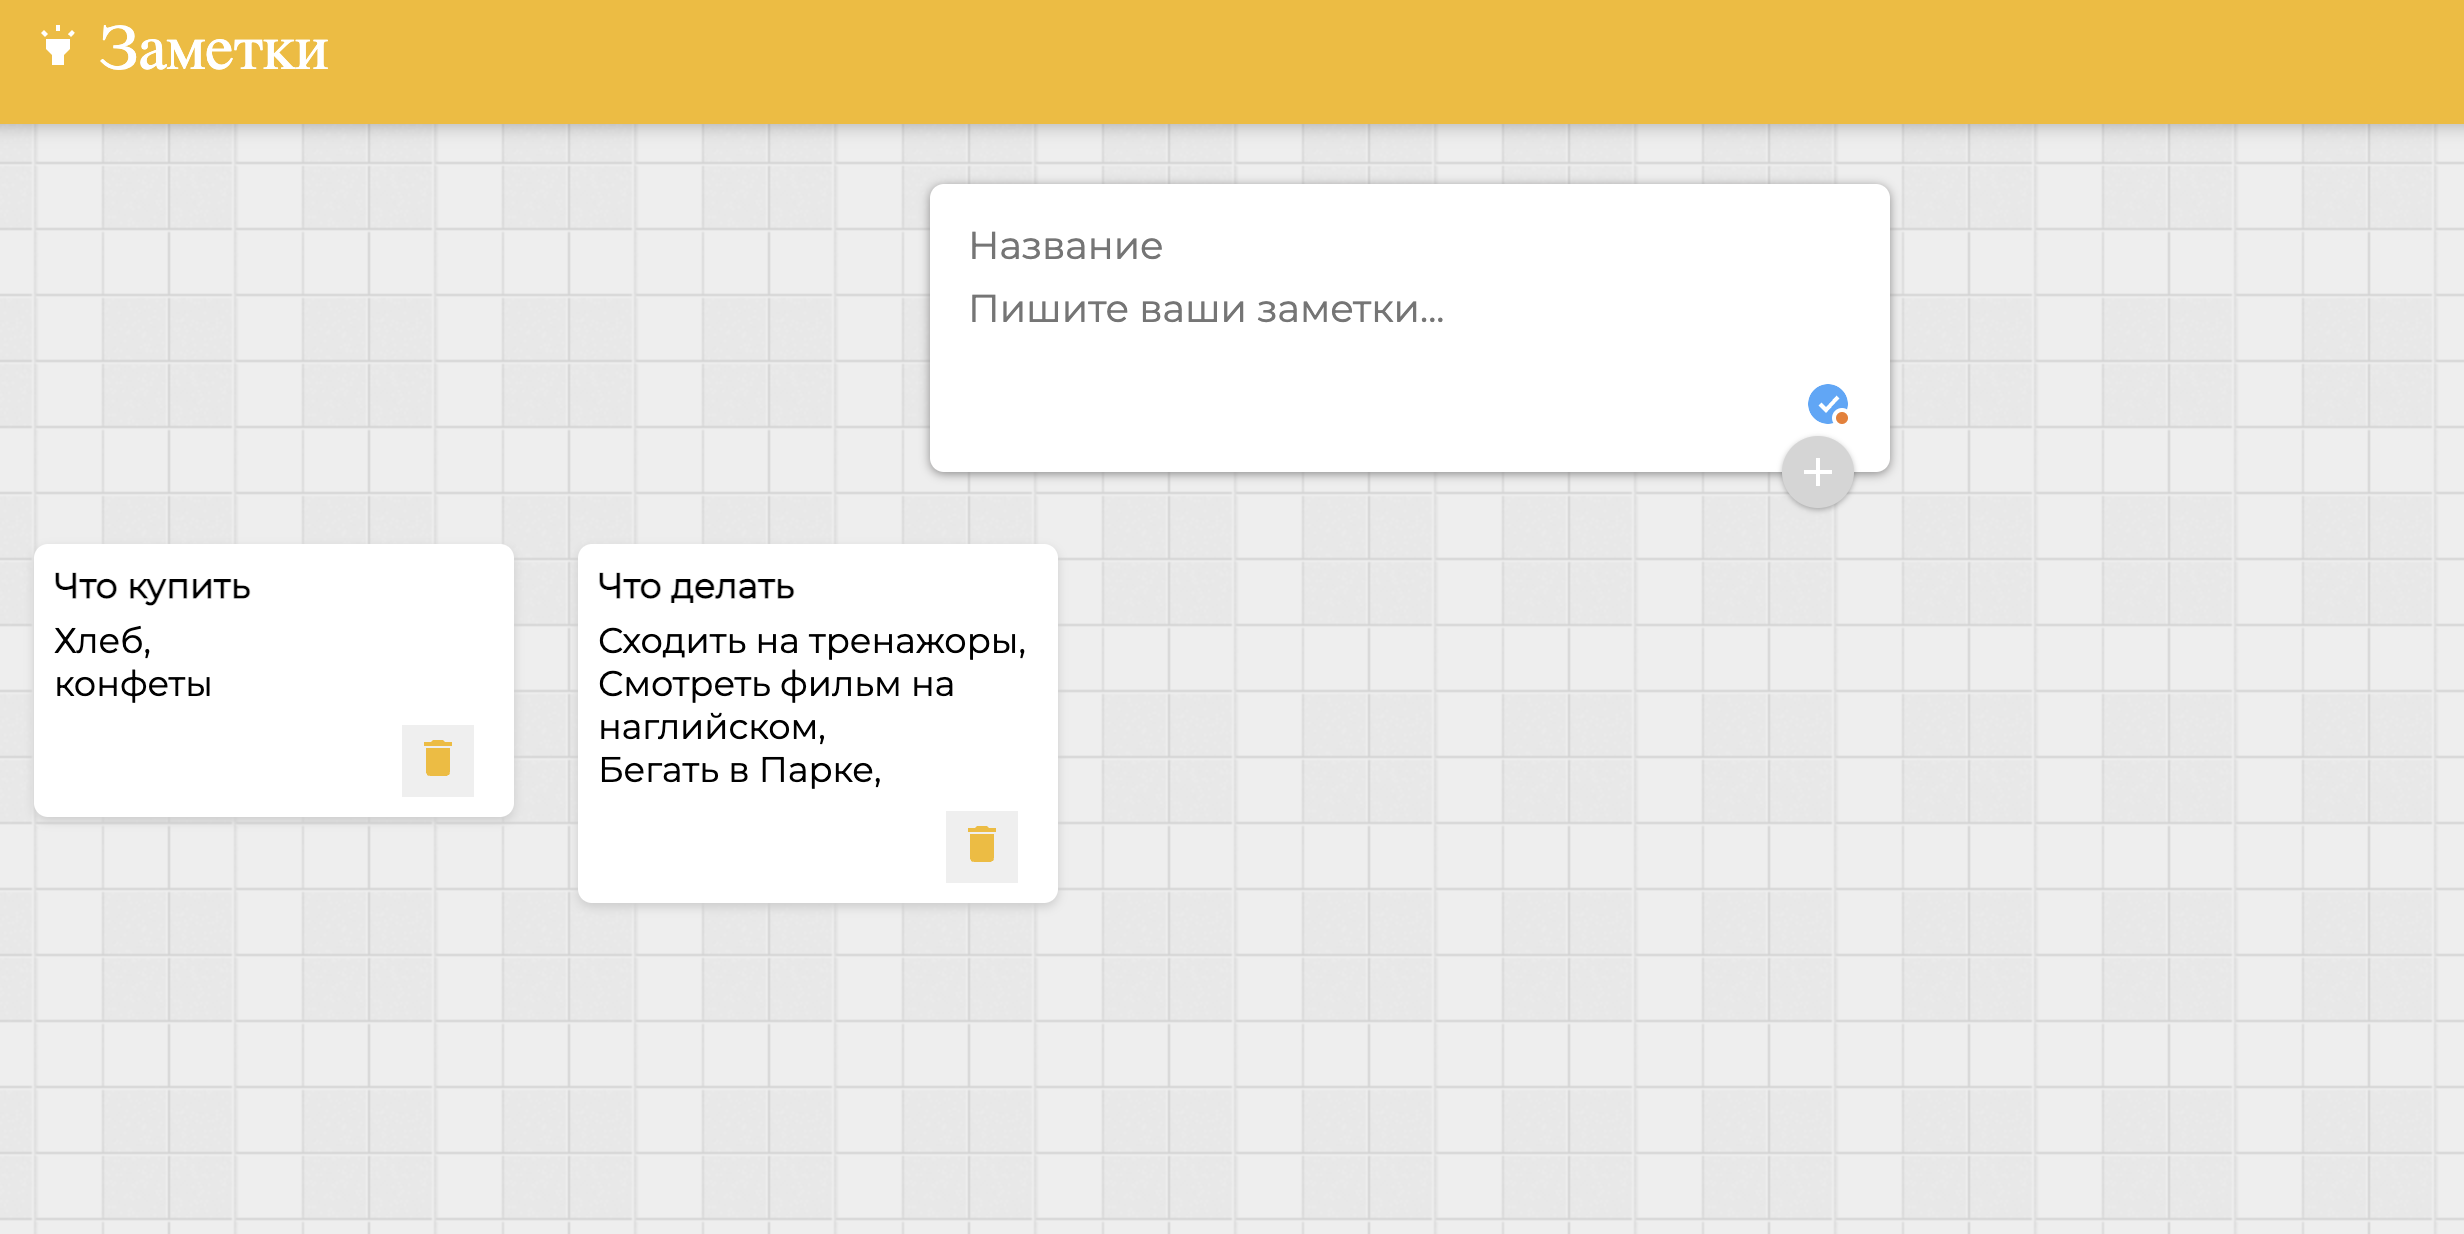 Заметки
Название
Пишите ваши заметки...
Что купить
Хлеб,
конфеты
Что делать
Сходить на тренажоры,
Смотреть фильм на
наглийском,
Бегать в Парке,